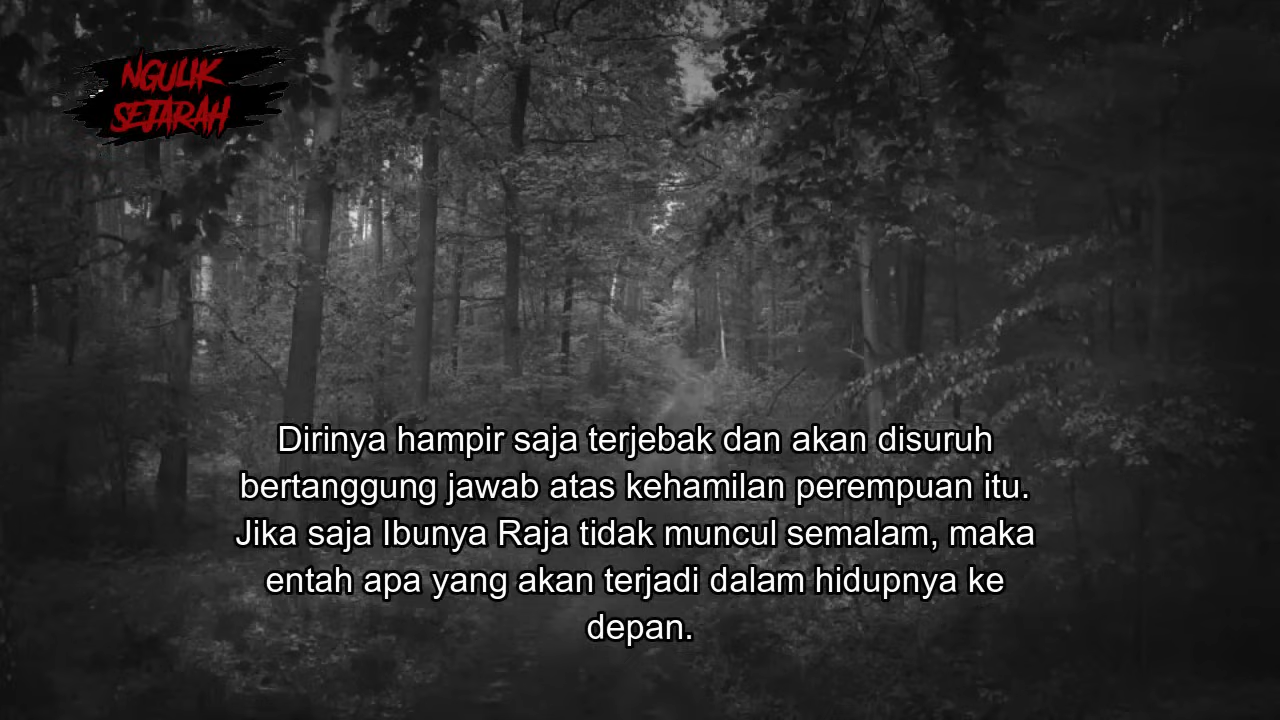 NGULIK
SEJARAH
Dirinya hampir saja terjebak dan akan disuruh
bertanggung jawab atas kehamilan perempuan itu.
Jika saja Ibunya Raja tidak muncul semalam, maka
entah apa yang akan terjadi dalam hidupnya ke
depan.